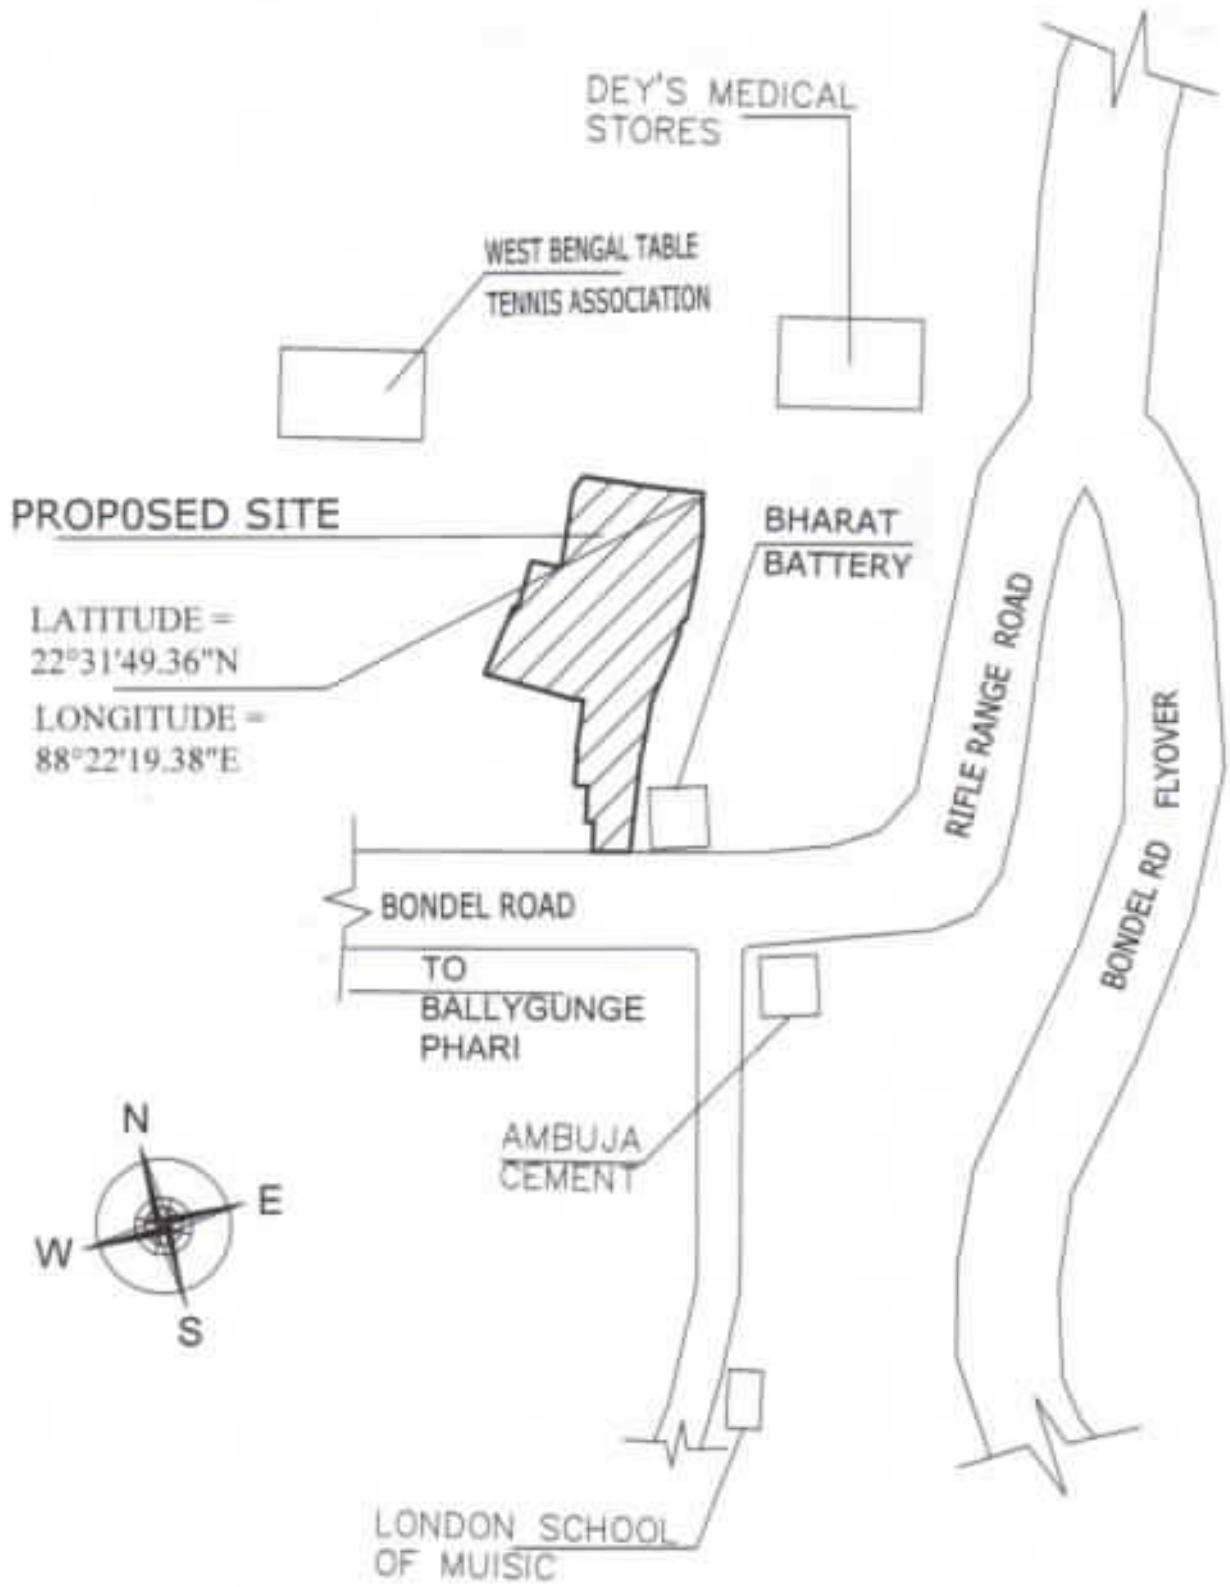 DEY'S MEDICAL
STORES
WEST BENGAL TABLE
TENNIS ASSOCIATION
PROPOSED SITE
BHARAT
BATTERY
LATITUDE =
22°31'49.36"N
LONGITUDE =
88°22'19.38"E
RIFLE RANGE ROAD
BONDEL RD FLYOVER
BONDEL ROAD
TO
BALLYGUNGE
PHARI
AMBUJA
CEMENT
N
E
W
S
LONDON SCHOOL
OF MUISIC